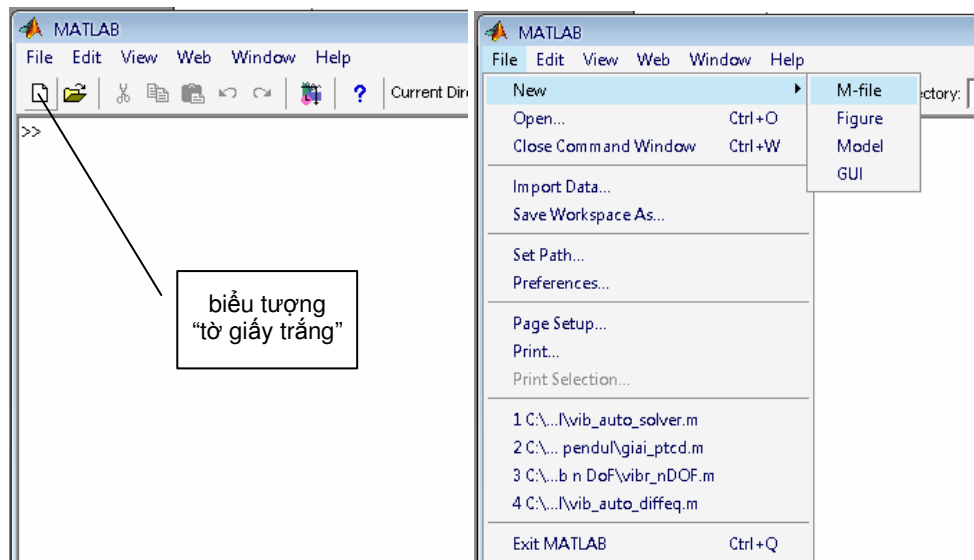 MATLAB
File Edit View Web Window Help
? Current Dir
>>
biểu tượng
“tờ giấy trắng”
MATLAB
File Edit View Web Window Help
New
Open... Ctrl+O
Close Command Window Ctrl+W
Import Data...
Save Workspace As...
Set Path...
Preferences...
Page Setup...
Print...
Print Selection...
1 C:\...l\vib_auto_solver.m
2 C:\... pendul\giai_ptcd.m
3 C:\...b n DoF\vibr_nDOF.m
4 C:\...l\vib_auto_diffeq.m
Exit MATLAB Ctrl+Q
M-file
Figure
Model
GUI
ctory: